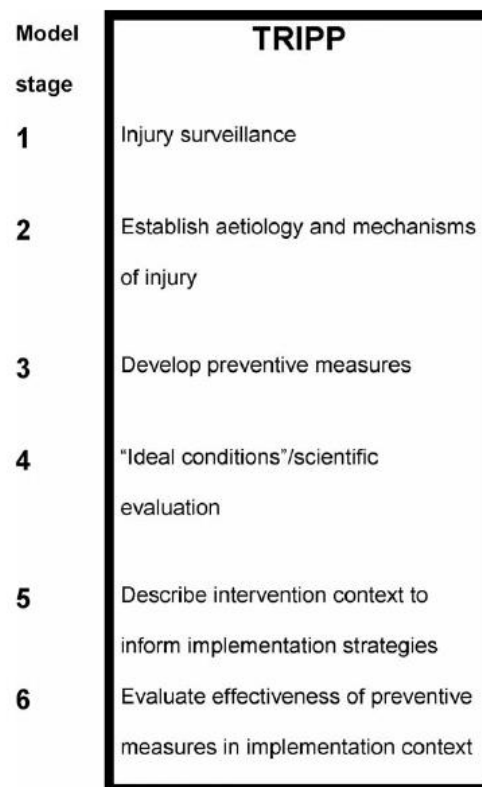 Model TRIPP
stage
1 Injury surveillance
2 Establish aetiology and mechanisms
of injury
3 Develop preventive measures
4 “Ideal conditions”/scientific
evaluation
5 Describe intervention context to
inform implementation strategies
6 Evaluate effectiveness of preventive
measures in implementation context